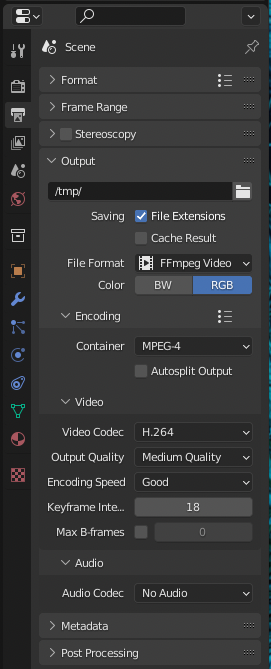 Scene
Format
Frame Range
Stereoscopy
Output
/tmp/
Saving File Extensions
Cache Result
File Format FFmpeg Video
Color BW RGB
Encoding
Container MPEG-4
Autosplit Output
Video
Video Codec H.264
Output Quality Medium Quality
Encoding Speed Good
Keyframe Inte... 18
Max B-frames 0
Audio
Audio Codec No Audio
Metadata
Post Processing